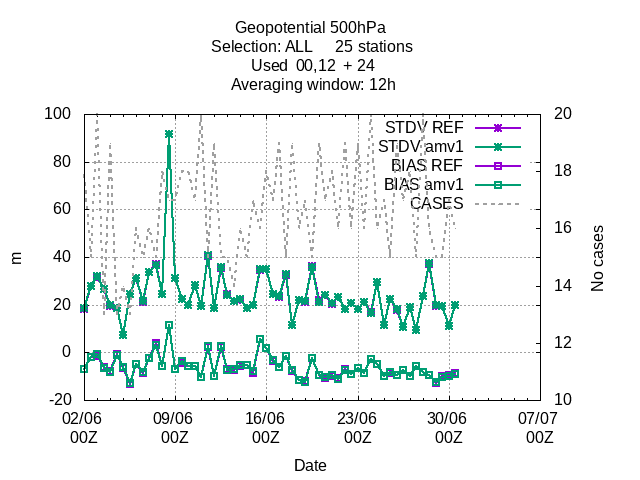 Geopotential 500hPa
Selection: ALL 25 stations
Used 00,12 + 24
Averaging window: 12h
100
80
60
40
20
0
-20
m
20
18
16
14
12
10
No cases
STDV REF
STDV amv1
BIAS REF
BIAS amv1
CASES
02/06 09/06 16/06 23/06 30/06 07/07
00Z 00Z 00Z 00Z 00Z 00Z
Date